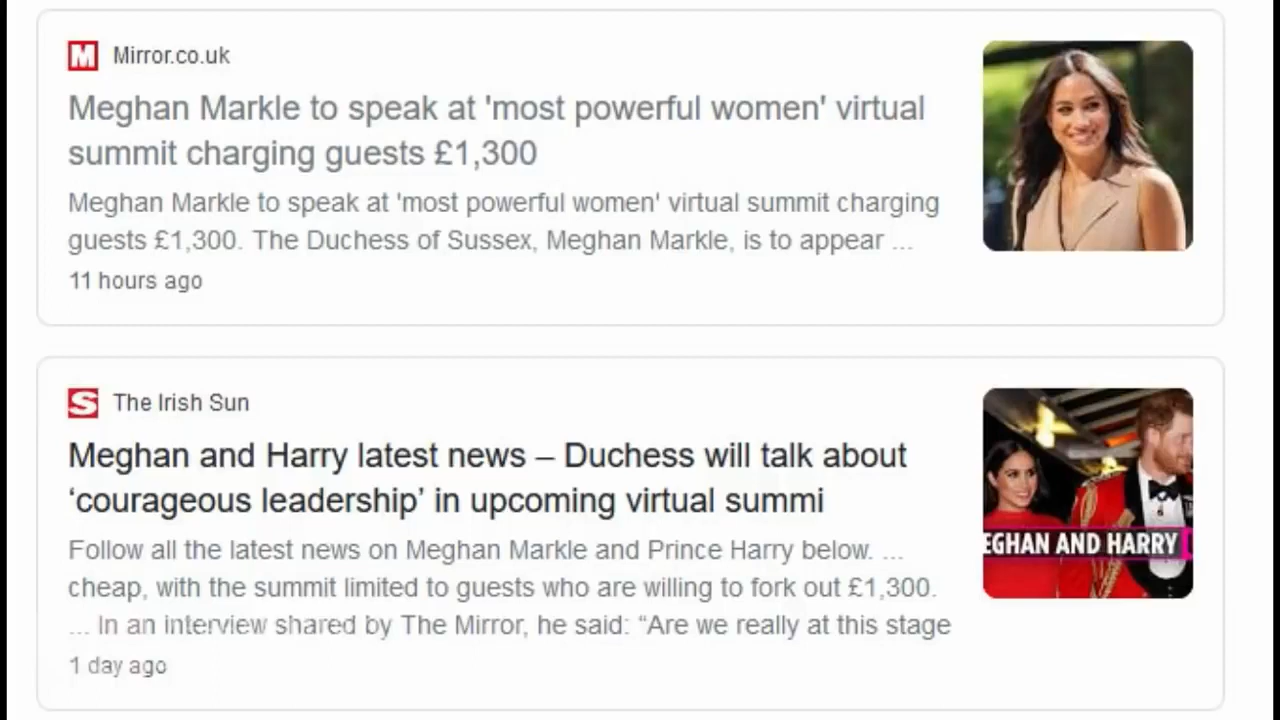 Mirror.co.uk
Meghan Markle to speak at 'most powerful women' virtual
summit charging guests £1,300
Meghan Markle to speak at 'most powerful women' virtual summit charging
guests £1,300. The Duchess of Sussex, Meghan Markle, is to appear ...
11 hours ago
The Irish Sun
Meghan and Harry latest news – Duchess will talk about
‘courageous leadership’ in upcoming virtual summi
EGHAN AND HARRY
Follow all the latest news on Meghan Markle and Prince Harry below. ...
cheap, with the summit limited to guests who are willing to fork out £1,300.
... In an interview shared by The Mirror, he said: “Are we really at this stage
1 day ago